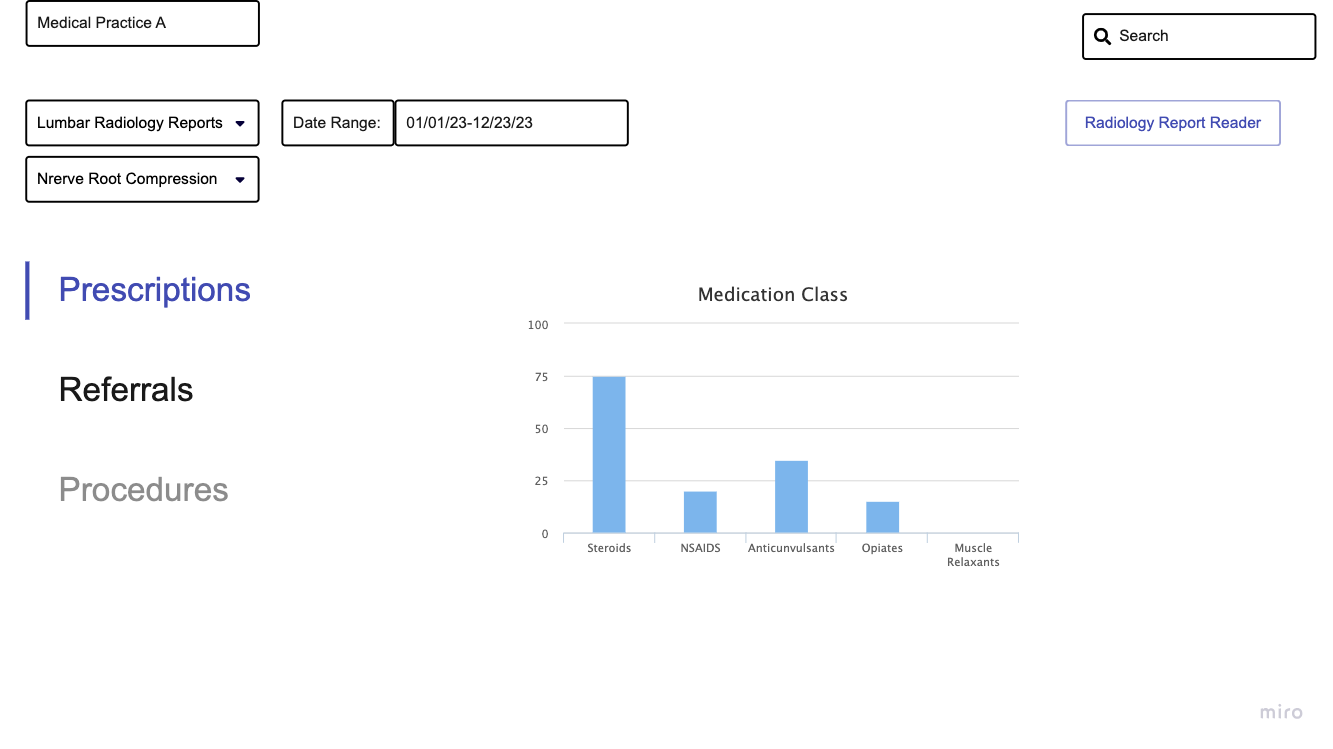 Medical Practice A
Search
Lumbar Radiology Reports
Date Range:
01/01/23-12/23/23
Radiology Report Reader
Nrerve Root Compression
Prescriptions
Referrals
Procedures
Medication Class
100
75
50
25
0
Steroids
NSAIDS
Anticunvulsants
Opiates
Muscle
Relaxants
miro